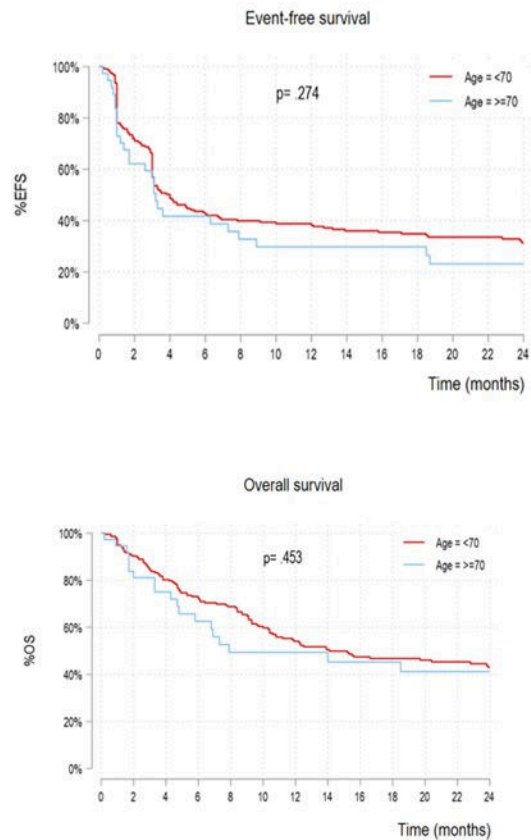 Event-free survival
Age = <70
Age = >=70
p= .274
%EFS
100%
80%
60%
40%
20%
0%
0 2 4 6 8 10 12 14 16 18 20 22 24
Time (months)
Overall survival
Age = <70
Age = >=70
p= .453
%OS
100%
80%
60%
40%
20%
0%
0 2 4 6 8 10 12 14 16 18 20 22 24
Time (months)